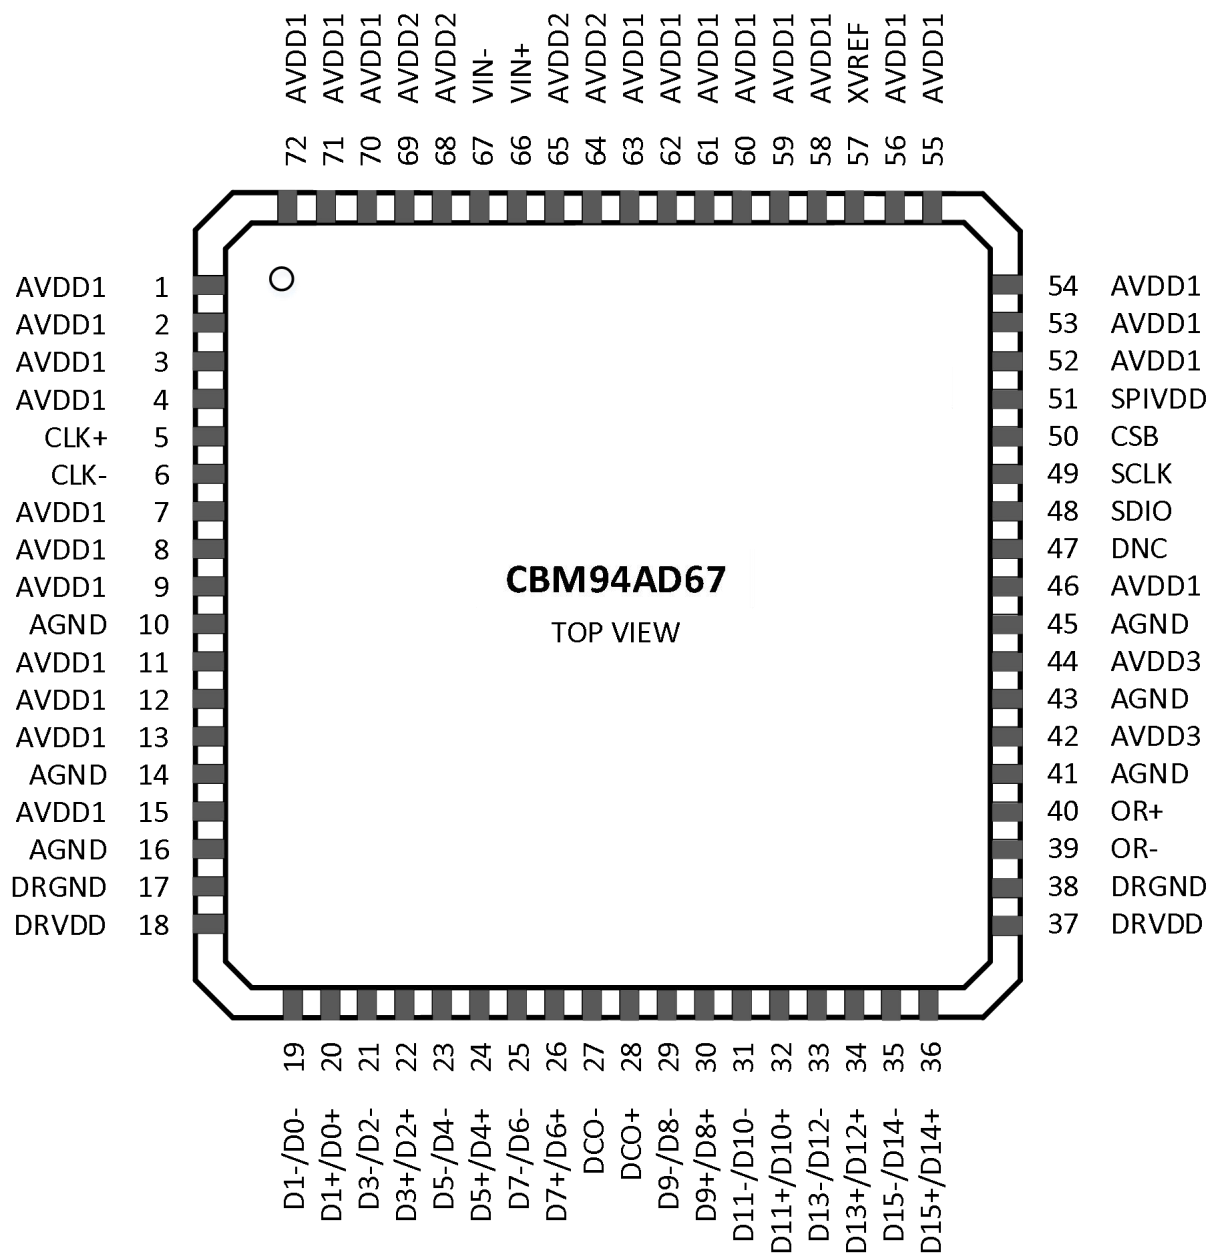 AVDD1 AVDD1 AVDD1 AVDD2 AVDD2 VIN- VIN+ AVDD2 AVDD2 AVDD1 AVDD1 AVDD1 AVDD1 AVDD1 AVDD1 XVREF AVDD1 AVDD1
72 71 70 69 68 67 66 65 64 63 62 61 60 59 58 57 56 55
AVDD1 1 54 AVDD1
AVDD1 2 53 AVDD1
AVDD1 3 52 AVDD1
AVDD1 4 51 SPIVDD
CLK+ 5 50 CSB
CLK- 6 49 SCLK
AVDD1 7 48 SDIO
AVDD1 8 47 DNC
AVDD1 9 46 AVDD1
CBM94AD67
AGND 10 45 AGND
TOP VIEW
AVDD1 11 44 AVDD3
AVDD1 12 43 AGND
AVDD1 13 42 AVDD3
AGND 14 41 AGND
AVDD1 15 40 OR+
AGND 16 39 OR-
DRGND 17 38 DRGND
DRVDD 18 37 DRVDD
19 20 21 22 23 24 25 26 27 28 29 30 31 32 33 34 35 36
D1-/D0- D1+/D0+ D3-/D2- D3+/D2+ D5-/D4- D5+/D4+ D7-/D6- D7+/D6+ DCO- DCO+ D9-/D8- D9+/D8+ D11-/D10- D11+/D10+ D13-/D12- D13+/D12+ D15-/D14- D15+/D14+